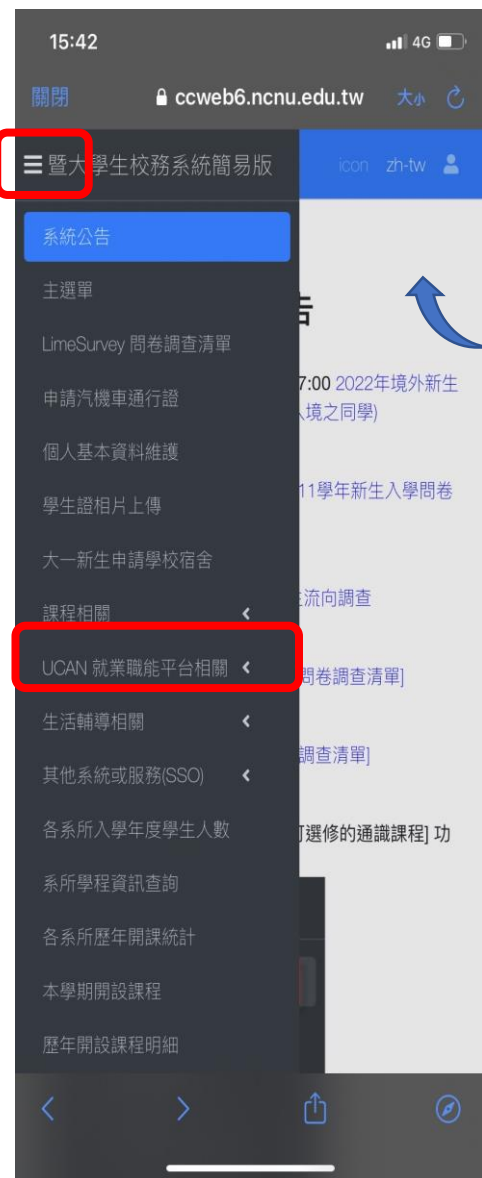 15:42
4G
關閉
ccweb6.ncnu.edu.tw
大小
暨大學生校務系統簡易版
icon
zh-tw
系統公告
主選單
LimeSurvey 問卷調查清單
申請汽機車通行證
個人基本資料維護
學生證相片上傳
大一新生申請學校宿舍
課程相關
UCAN 就業職能平台相關
生活輔導相關
其他系統或服務(SSO)
各系所入學年度學生人數
系所學程資訊查詢
各系所歷年開課統計
本學期開設課程
歷年開設課程明細
7:00 2022年境外新生
境之同學)
11學年新生入學問卷
流向調查
問卷調查清單]
調查清單]
選修的通識課程] 功